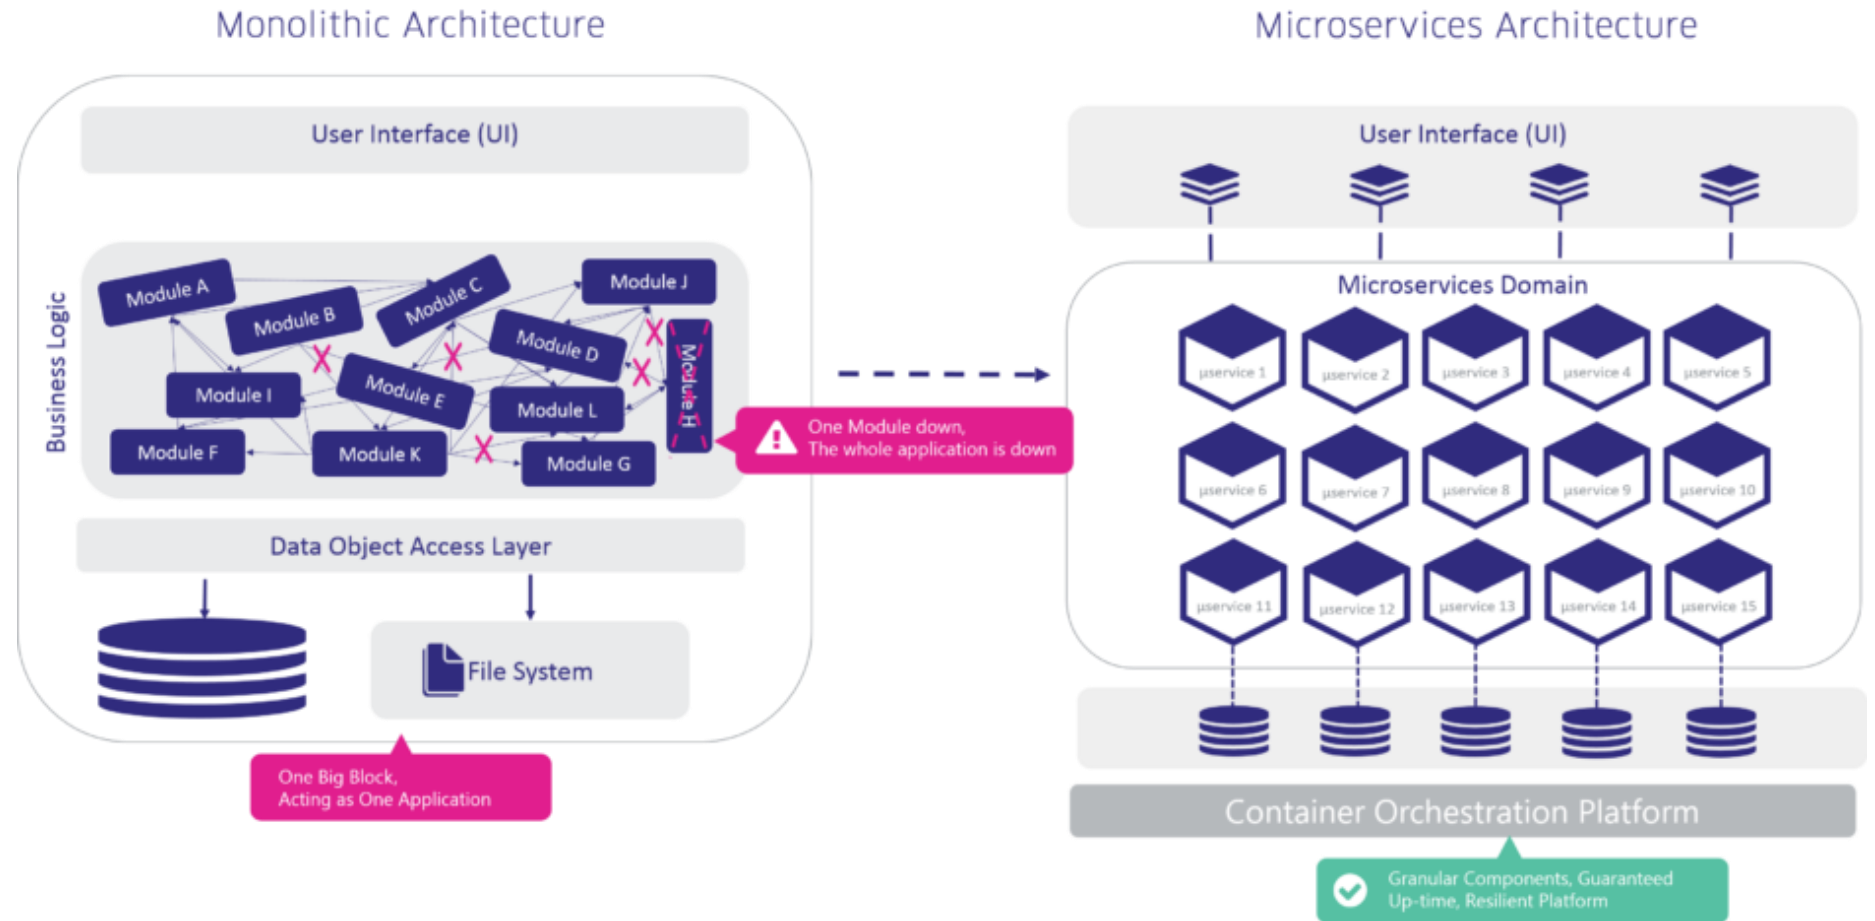 Monolithic Architecture
User Interface (UI)
Business Logic
Module A
Module B
Module C
Module J
Module D
Module H
Module I
Module E
Module L
Module F
Module K
Module G
One Module down,
The whole application is down
Data Object Access Layer
File System
One Big Block,
Acting as One Application
Microservices Architecture
User Interface (UI)
Microservices Domain
µservice 1
µservice 2
µservice 3
µservice 4
µservice 5
µservice 6
µservice 7
µservice 8
µservice 9
µservice 10
µservice 11
µservice 12
µservice 13
µservice 14
µservice 15
Container Orchestration Platform
Granular Components, Guaranteed
Up-time, Resilient Platform